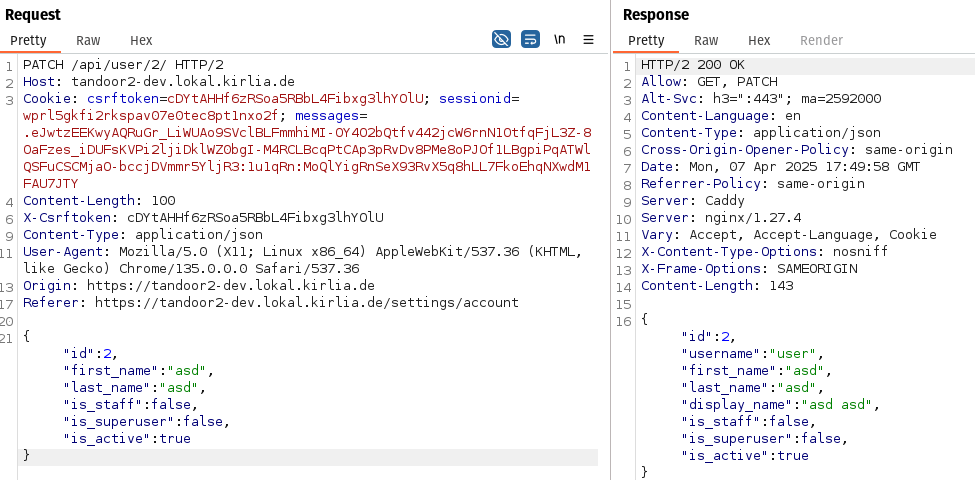 Request
Pretty Raw Hex
\n
1 PATCH /api/user/2/ HTTP/2
2 Host: tandoor2-dev.lokal.kirlia.de
3 Cookie: csrftoken=cDYtAHHf6zRSoa5RBbL4Fibxg3lhYOlU; sessionid=
wprl5gkfi2rkspav07e0tec8pt1nxo2f; messages=
.eJwtzEEKwyAQRuGr_LiWUAo9SVclBLFmmhiMI-OY4O2bQtfv442jcW6rnN1OtfqFjL3Z-8
OaFzes_iDUFsKVPi2ljiDklWZ0bgI-M4RCLBcqPtCAp3pRvDv8PMe8oPJOf1LBgpiPqATWl
QSFuCSCMjaO-bccjDVmmr5YljR3:1u1qRn:MoQlYigRnSeX93RvX5q8hLL7FkoEhqNXwdM1
FAU7JTY
4 Content-Length: 100
6 X-Csrftoken: cDYtAHHf6zRSoa5RBbL4Fibxg3lhYOlU
9 Content-Type: application/json
11 User-Agent: Mozilla/5.0 (X11; Linux x86_64) AppleWebKit/537.36 (KHTML,
like Gecko) Chrome/135.0.0.0 Safari/537.36
13 Origin: https://tandoor2-dev.lokal.kirlia.de
17 Referer: https://tandoor2-dev.lokal.kirlia.de/settings/account
20
21 {
"id":2,
"first_name":"asd",
"last_name":"asd",
"is_staff":false,
"is_superuser":false,
"is_active":true
}
Response
Pretty Raw Hex Render
1 HTTP/2 200 OK
2 Allow: GET, PATCH
3 Alt-Svc: h3=":443"; ma=2592000
4 Content-Language: en
5 Content-Type: application/json
6 Cross-Origin-Opener-Policy: same-origin
7 Date: Mon, 07 Apr 2025 17:49:58 GMT
8 Referrer-Policy: same-origin
9 Server: Caddy
10 Server: nginx/1.27.4
11 Vary: Accept, Accept-Language, Cookie
12 X-Content-Type-Options: nosniff
13 X-Frame-Options: SAMEORIGIN
14 Content-Length: 143
15
16 {
"id":2,
"username":"user",
"first_name":"asd",
"last_name":"asd",
"display_name":"asd asd",
"is_staff":false,
"is_superuser":false,
"is_active":true
}